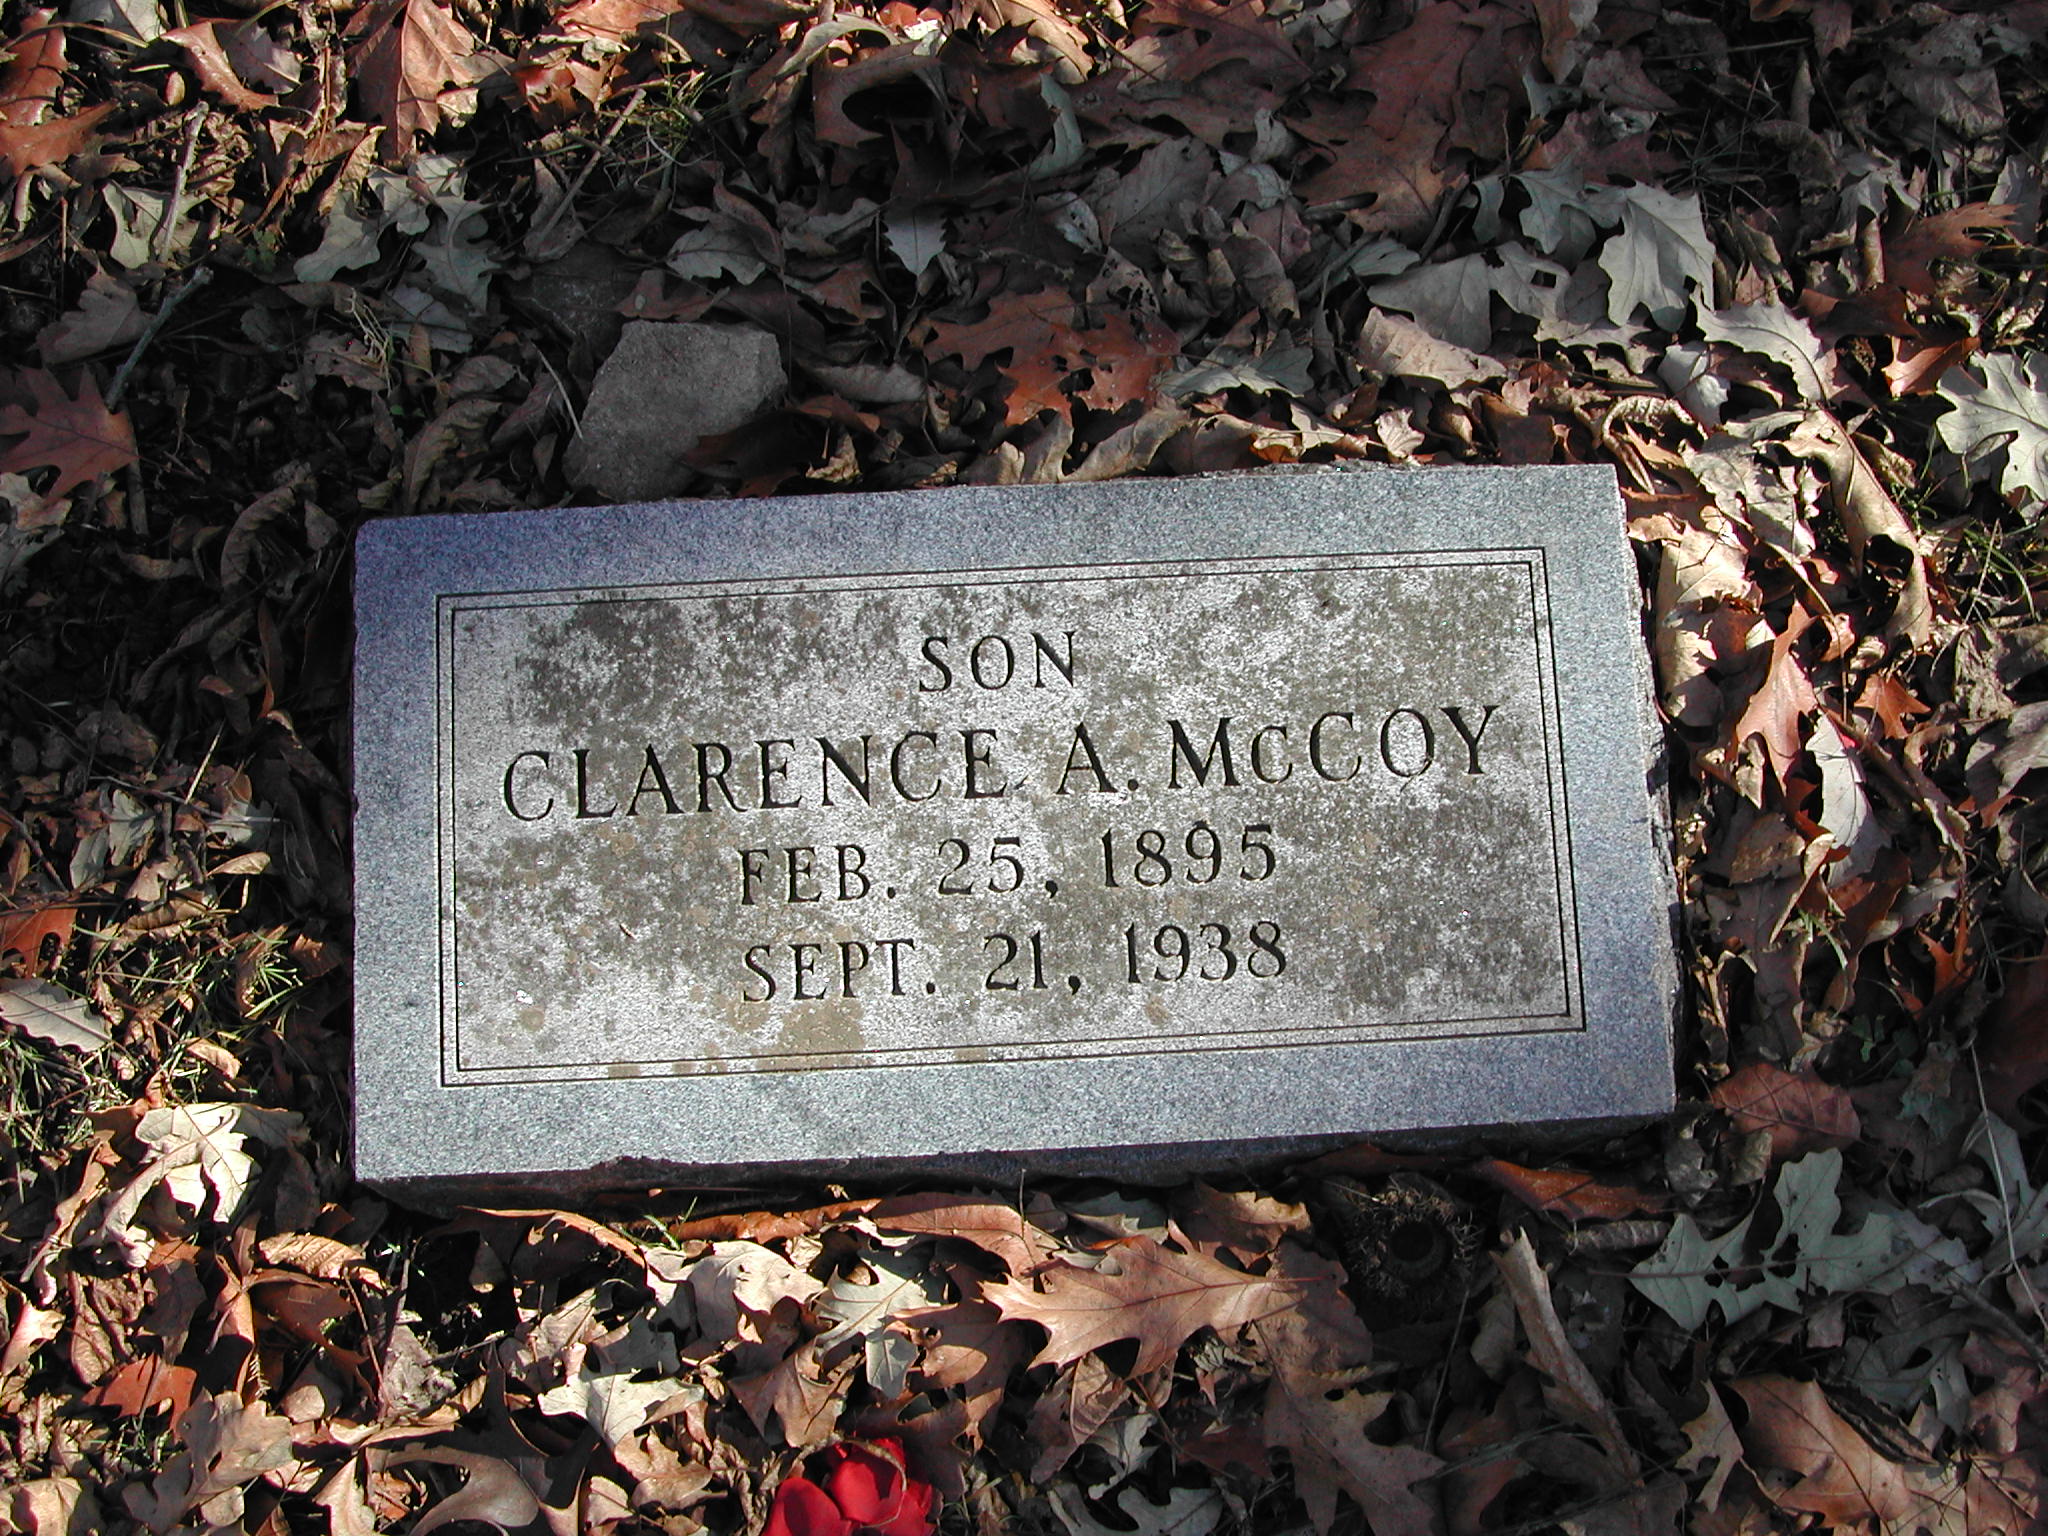 SON
CLARENCE A. McCOY
FEB. 25, 1895
SEPT. 21, 1938